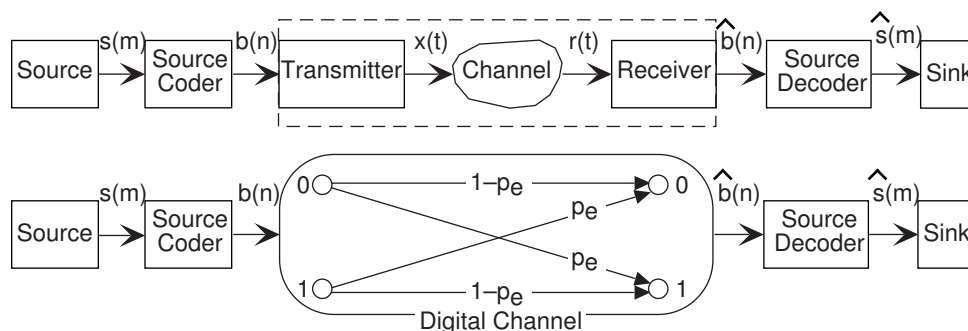 s(m) b(n) x(t) r(t) b̂(n) ŝ(m)
Source Source Coder Transmitter Channel Receiver Source Decoder Sink
s(m) b(n) b̂(n) ŝ(m)
0 1–pe 0
pe
Source Source Coder Source Decoder Sink
pe
1 1–pe 1
Digital Channel